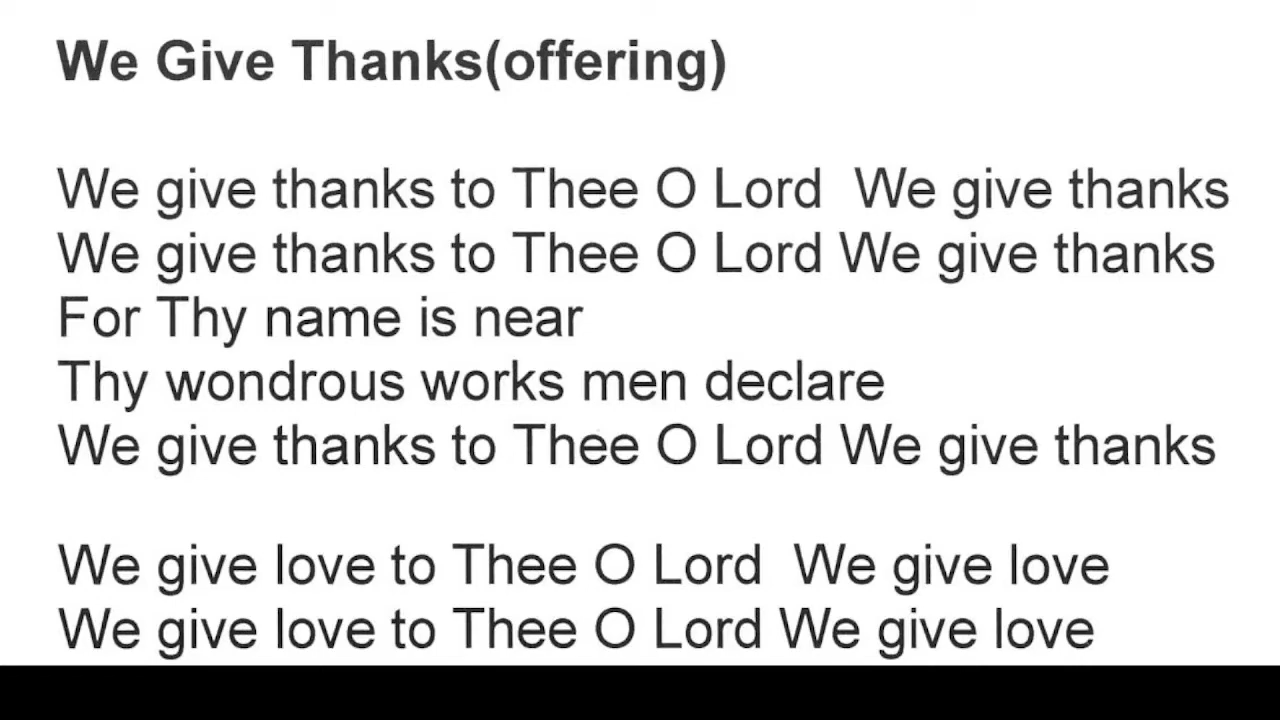 We Give Thanks(offering)
We give thanks to Thee O Lord  We give thanks
We give thanks to Thee O Lord We give thanks
For Thy name is near
Thy wondrous works men declare
We give thanks to Thee O Lord We give thanks
We give love to Thee O Lord  We give love
We give love to Thee O Lord We give love